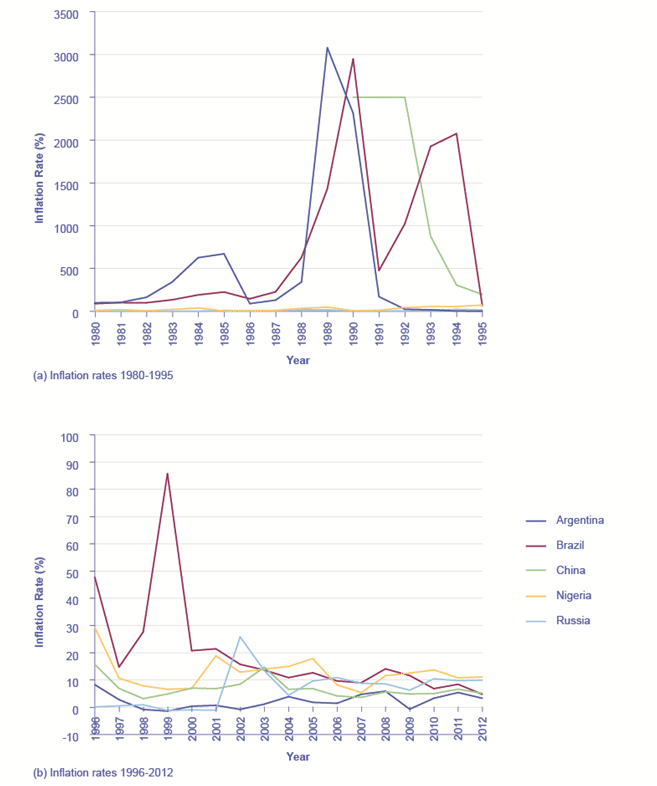 3500
3000
2500
2000
1500
1000
500
0
Inflation Rate (%)
1980 1981 1982 1983 1984 1985 1986 1987 1988 1989 1990 1991 1992 1993 1994 1995
Year
(a) Inflation rates 1980-1995
100
90
80
70
60
50
40
30
20
10
0
-10
Inflation Rate (%)
1996 1997 1998 1999 2000 2001 2002 2003 2004 2005 2006 2007 2008 2009 2010 2011 2012
Year
(b) Inflation rates 1996-2012
Argentina
Brazil
China
Nigeria
Russia